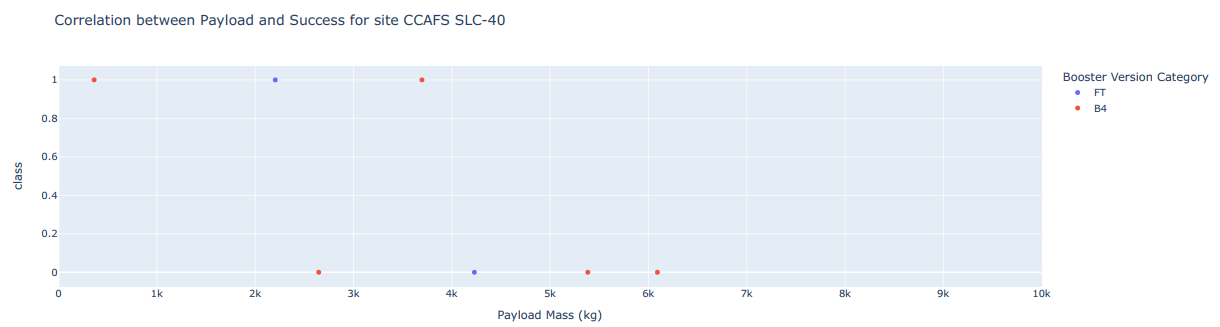 Correlation between Payload and Success for site CCAFS SLC-40
Booster Version Category
FT
B4
class
1
0.8
0.6
0.4
0.2
0
0 1k 2k 3k 4k 5k 6k 7k 8k 9k 10k
Payload Mass (kg)